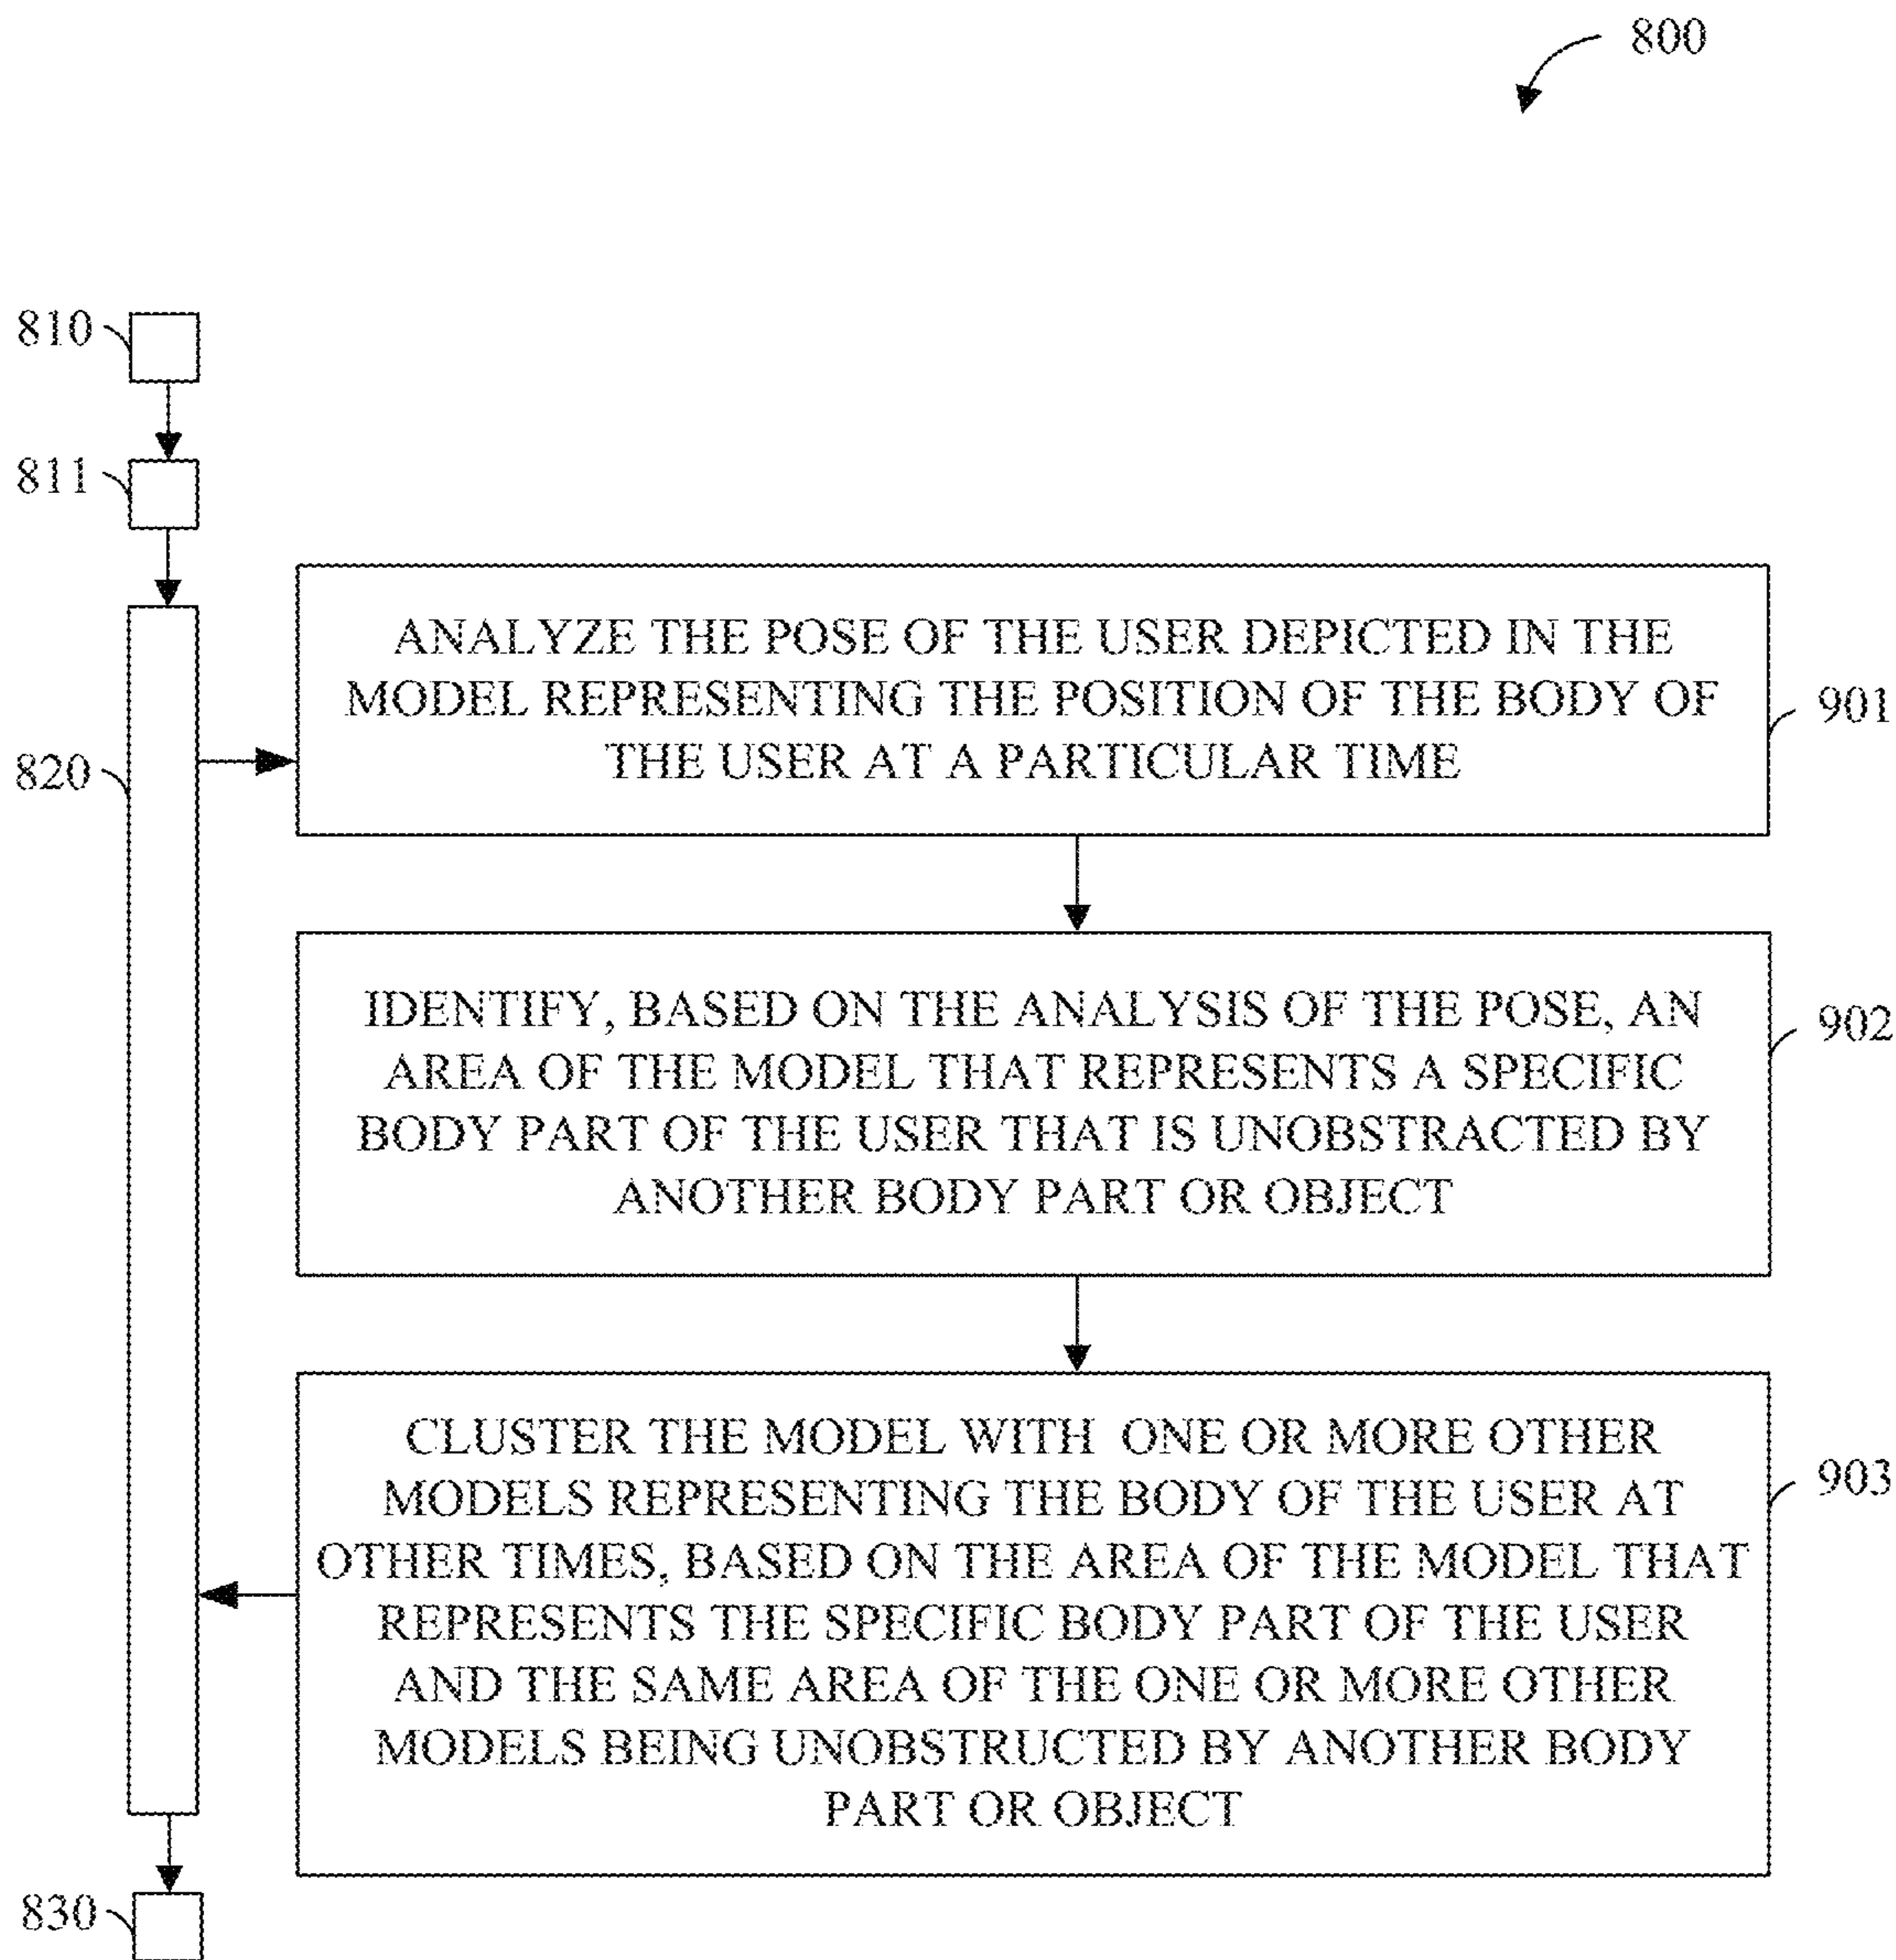 800
810
811
820
ANALYZE THE POSE OF THE USER DEPICTED IN THE
MODEL REPRESENTING THE POSITION OF THE BODY OF
THE USER AT A PARTICULAR TIME
901
IDENTIFY, BASED ON THE ANALYSIS OF THE POSE, AN
AREA OF THE MODEL THAT REPRESENTS A SPECIFIC
BODY PART OF THE USER THAT IS UNOBSTRACTED BY
ANOTHER BODY PART OR OBJECT
902
CLUSTER THE MODEL WITH ONE OR MORE OTHER
MODELS REPRESENTING THE BODY OF THE USER AT
OTHER TIMES, BASED ON THE AREA OF THE MODEL THAT
REPRESENTS THE SPECIFIC BODY PART OF THE USER
AND THE SAME AREA OF THE ONE OR MORE OTHER
MODELS BEING UNOBSTRUCTED BY ANOTHER BODY
PART OR OBJECT
903
830